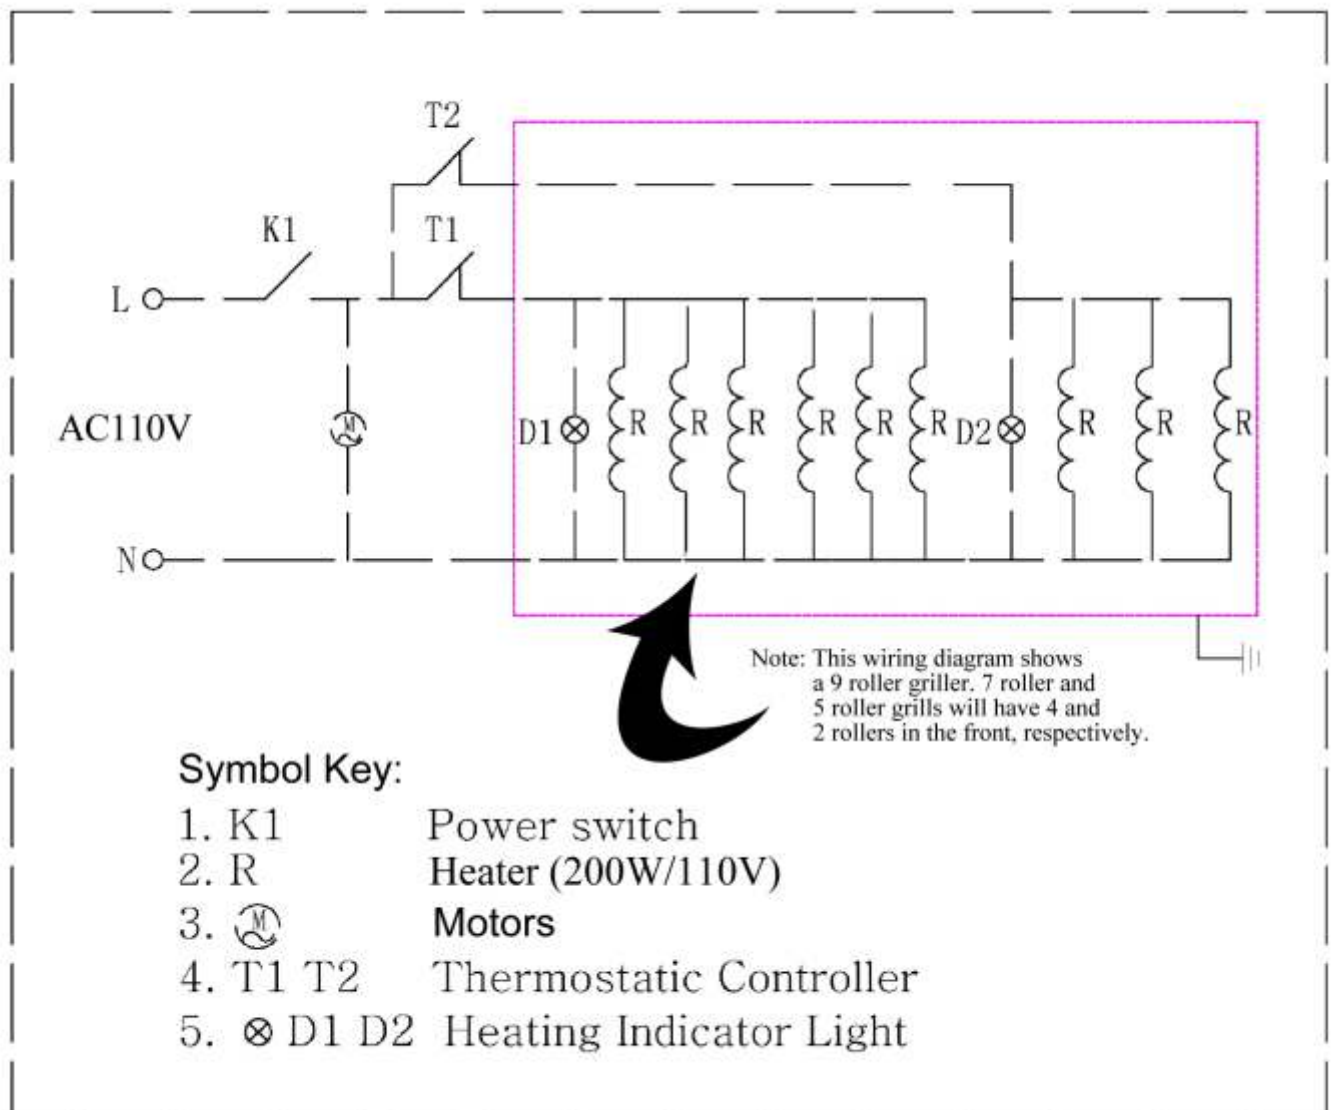 T2
K1
T1
L
AC110V
M
D1
R
R
R
R
R
R
D2
R
R
R
N
Note: This wiring diagram shows
a 9 roller griller. 7 roller and
5 roller grills will have 4 and
2 rollers in the front, respectively.
Symbol Key:
1. K1 Power switch
2. R Heater (200W/110V)
3. M Motors
4. T1 T2 Thermostatic Controller
5. ⊗ D1 D2 Heating Indicator Light